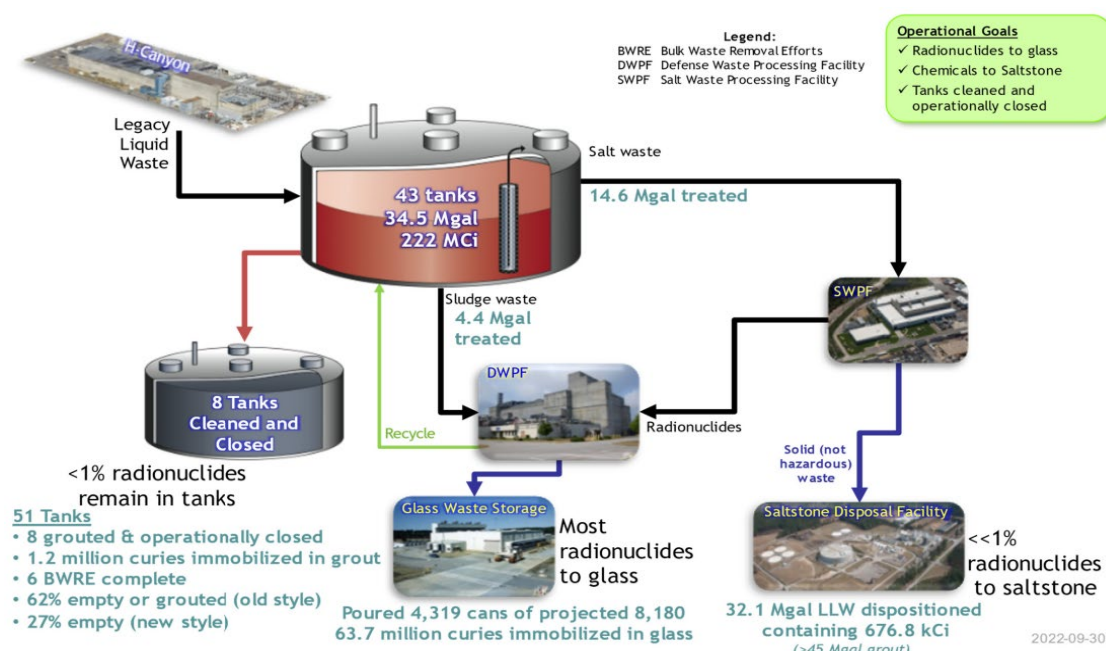 H-Canyon
Legend:
BWRE Bulk Waste Removal Efforts
DWPF Defense Waste Processing Facility
SWPF Salt Waste Processing Facility
Operational Goals
✓ Radionuclides to glass
✓ Chemicals to Saltstone
✓ Tanks cleaned and
operationally closed
Legacy
Liquid
Waste
Salt waste
14.6 Mgal treated
43 tanks
34.5 Mgal
222 MCi
Sludge waste
4.4 Mgal
treated
SWPF
DWPF
Recycle
Radionuclides
8 Tanks
Cleaned and
Closed
<1% radionuclides
remain in tanks
Solid (not
hazardous)
waste
51 Tanks
• 8 grouted & operationally closed
• 1.2 million curies immobilized in grout
• 6 BWRE complete
• 62% empty or grouted (old style)
• 27% empty (new style)
Glass Waste Storage
Most
radionuclides
to glass
Poured 4,319 cans of projected 8,180
63.7 million curies immobilized in glass
Saltstone Disposal Facility
<<1%
radionuclides
to saltstone
32.1 Mgal LLW dispositioned
containing 676.8 kCi
(>45 Mgal grout)
2022-09-30